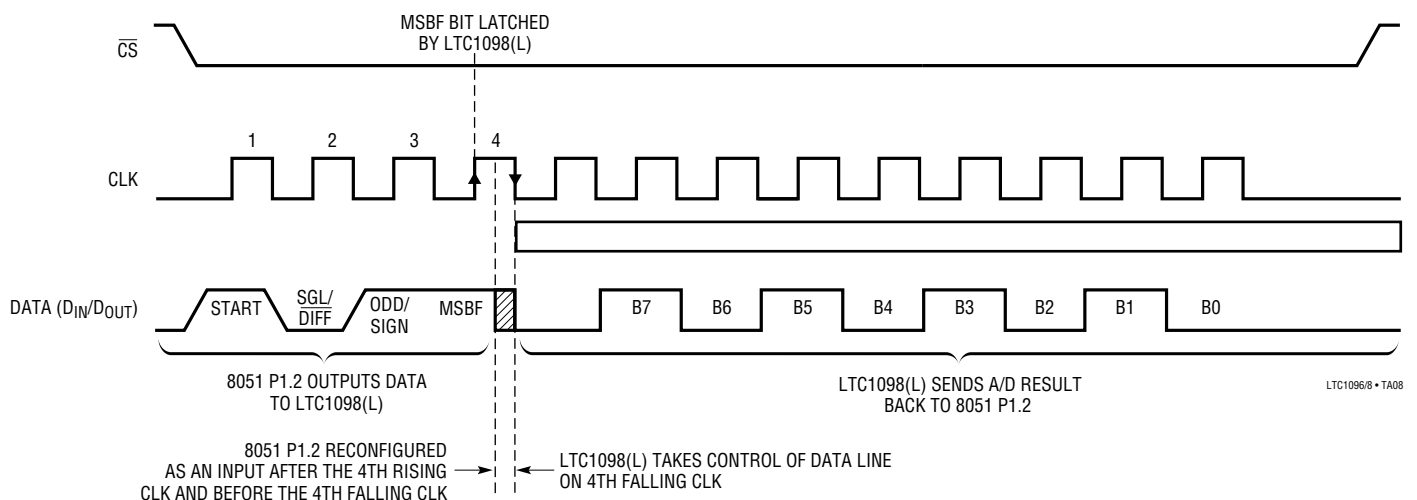 MSBF BIT LATCHED
BY LTC1098(L)
CS
1 2 3 4
CLK
DATA (DIN/DOUT)
START
SGL/
DIFF
ODD/
SIGN
MSBF
B7 B6 B5 B4 B3 B2 B1 B0
8051 P1.2 OUTPUTS DATA
TO LTC1098(L)
LTC1098(L) SENDS A/D RESULT
BACK TO 8051 P1.2
LTC1096/8 • TA08
8051 P1.2 RECONFIGURED
AS AN INPUT AFTER THE 4TH RISING
CLK AND BEFORE THE 4TH FALLING CLK
LTC1098(L) TAKES CONTROL OF DATA LINE
ON 4TH FALLING CLK